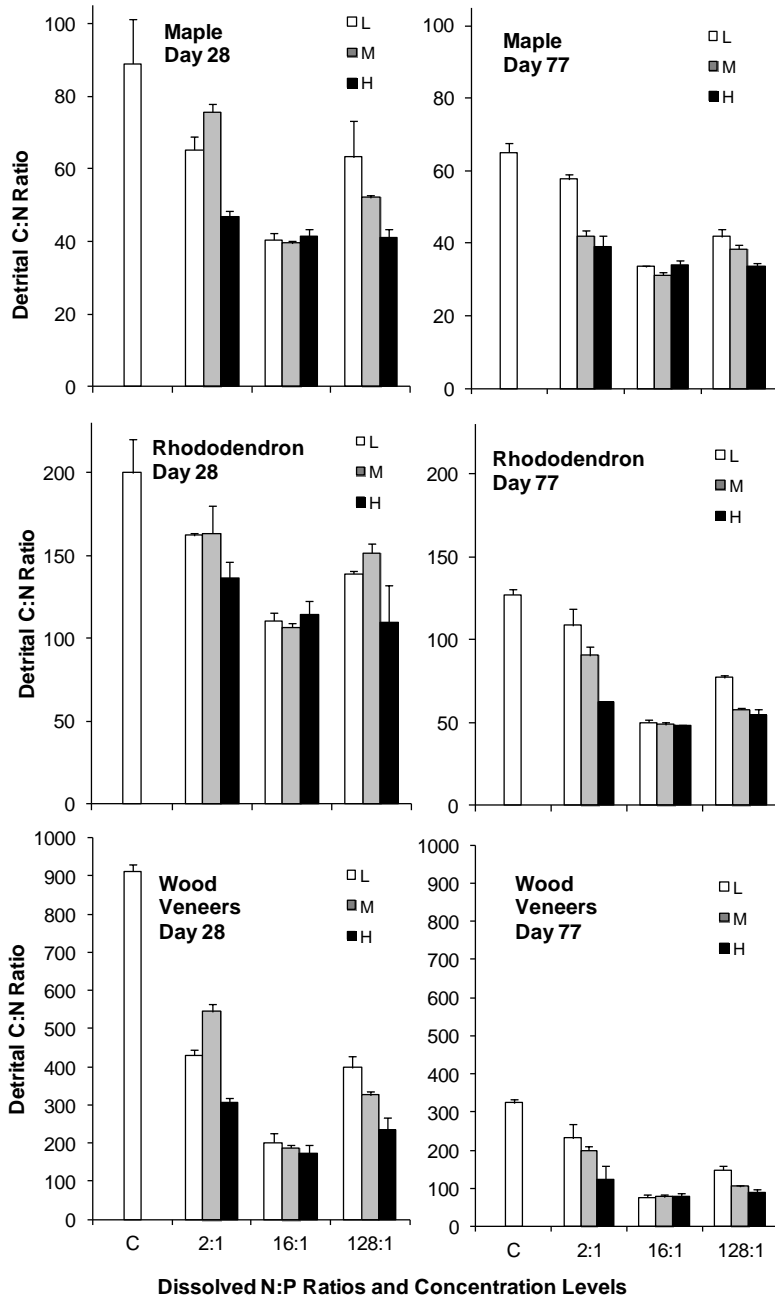 Detrital C:N Ratio
100
80
60
40
20
0
Maple
Day 28
L
M
H
100
80
60
40
20
0
Maple
Day 77
L
M
H
Detrital C:N Ratio
200
150
100
50
0
Rhododendron
Day 28
L
M
H
200
150
100
50
0
Rhododendron
Day 77
L
M
H
Detrital C:N Ratio
1000
900
800
700
600
500
400
300
200
100
0
Wood
Veneers
Day 28
L
M
H
C 2:1 16:1 128:1
1000
900
800
700
600
500
400
300
200
100
0
Wood
Veneers
Day 77
L
M
H
C 2:1 16:1 128:1
Dissolved N:P Ratios and Concentration Levels